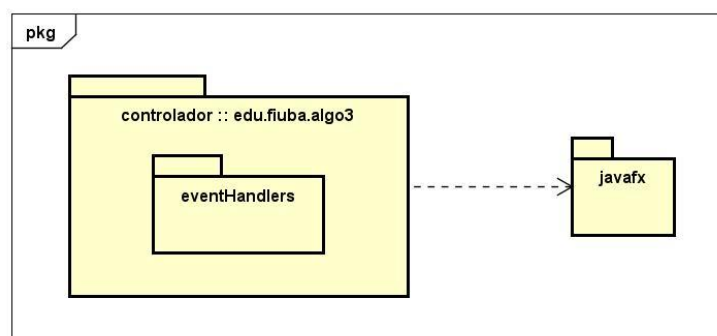 pkg
controlador :: edu.fiuba.algo3
eventHandlers
javafx